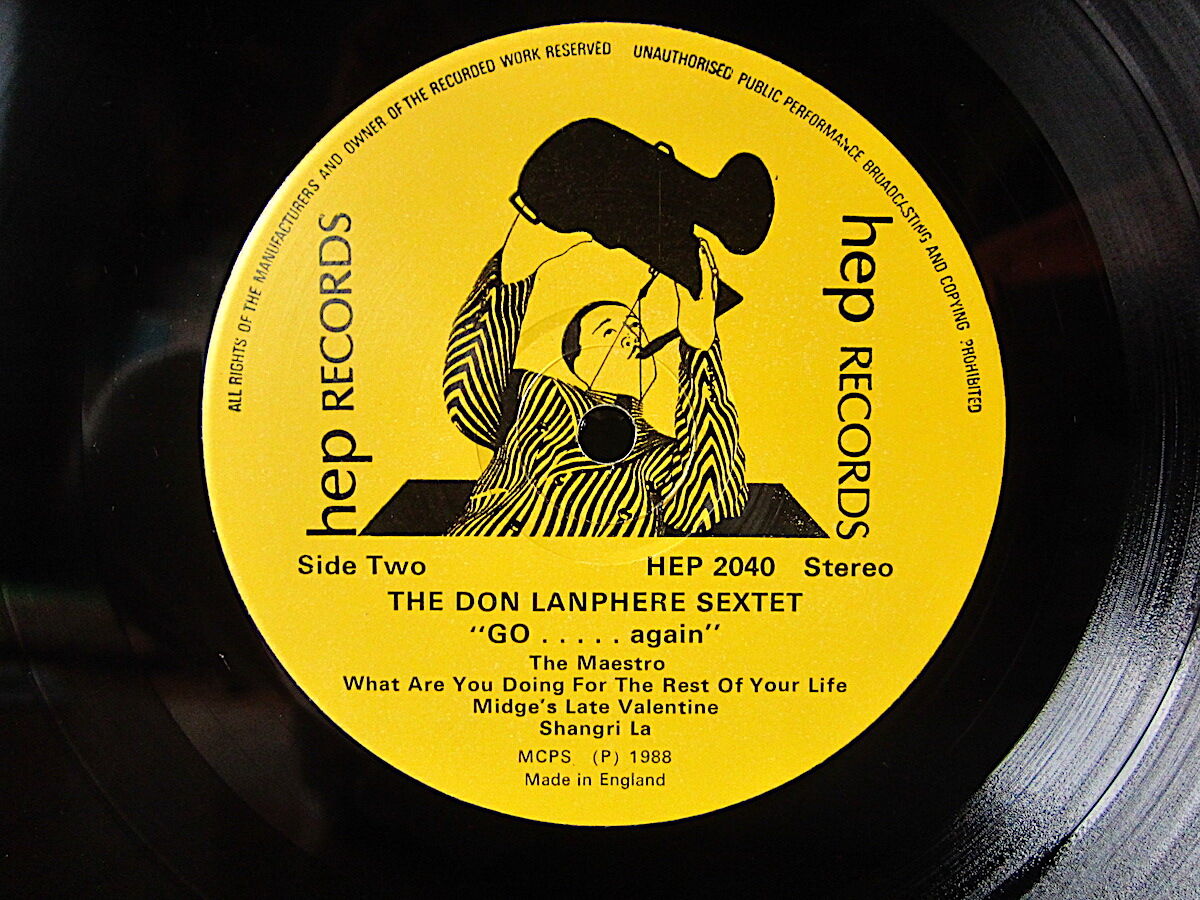 ALL RIGHTS OF THE MANUFACTURERS AND OWNER OF THE RECORDED WORK RESERVED UNAUTHORISED PUBLIC PERFORMANCE BROADCASTING AND COPYING PROHIBITED
hep RECORDS
hep RECORDS
Side Two HEP 2040 Stereo
THE DON LANPHERE SEXTET
“GO . . . . . again”
The Maestro
What Are You Doing For The Rest Of Your Life
Midge's Late Valentine
Shangri La
MCPS (P) 1988
Made in England